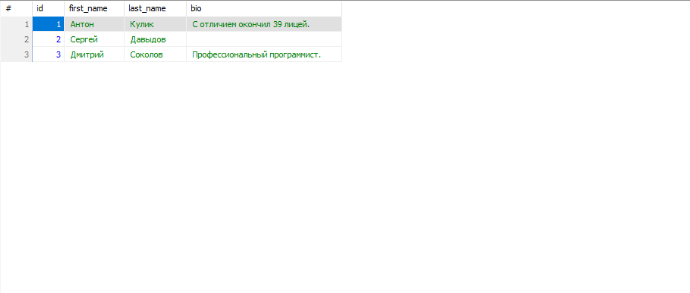 # id first_name last_name bio
1 1 Антон Кулик С отличием окончил 39 лицей.
2 2 Сергей Давыдов
3 3 Дмитрий Соколов Профессиональный программист.